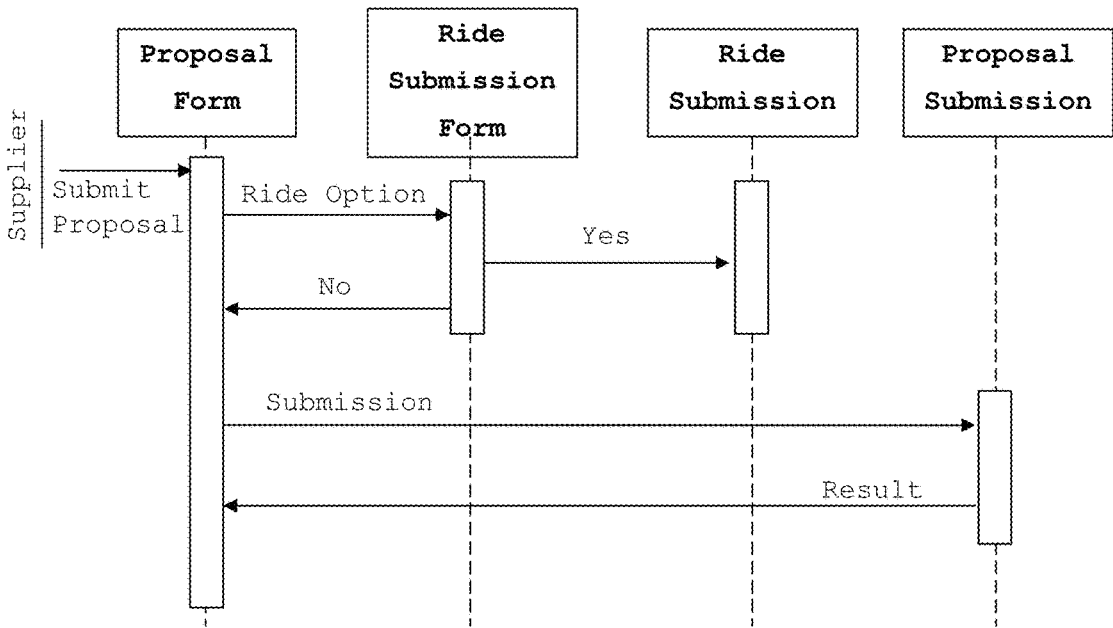 Proposal
Form
Ride
Submission
Form
Ride
Submission
Proposal
Submission
Supplier
Submit
Proposal
Ride Option
Yes
No
Submission
Result